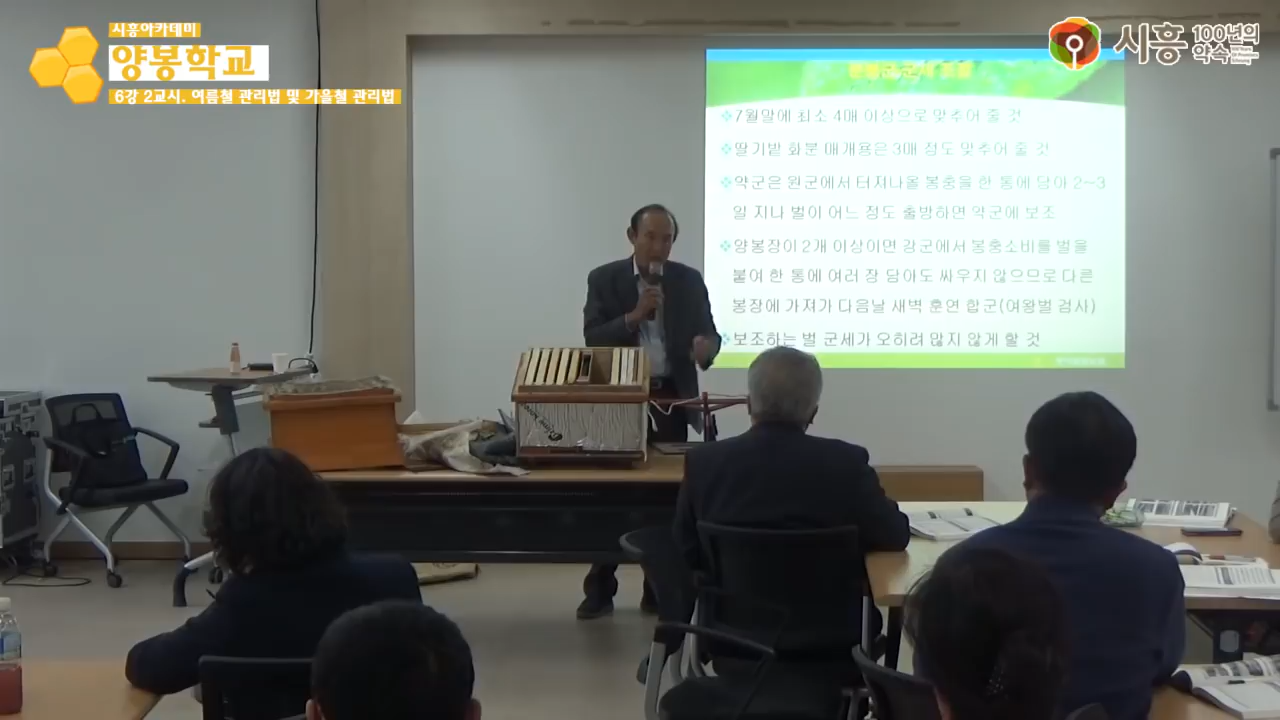 시흥아카데미
양봉학교
6강 2교시. 여름철 관리법 및 가을철 관리법
시흥 100년의 약속
❖7월말에 최소 4매 이상으로 맞추어 줄 것
❖딸기밭 화분 매개용은 3매 정도 맞추어 줄 것
❖약군은 원군에서 터져나올 봉충을 한 통에 담아 2~3
일 지나 벌이 어느 정도 출방하면 약군에 보조
❖양봉장이 2개 이상이면 강군에서 봉충소비를 벌을
붙여 한 통에 여러 장 담아도 싸우지 않으므로 다른
봉장에 가져가 다음날 새벽 훈연 합군(여왕벌 검사)
❖보조하는 벌 군세가 오히려 많지 않게 할 것